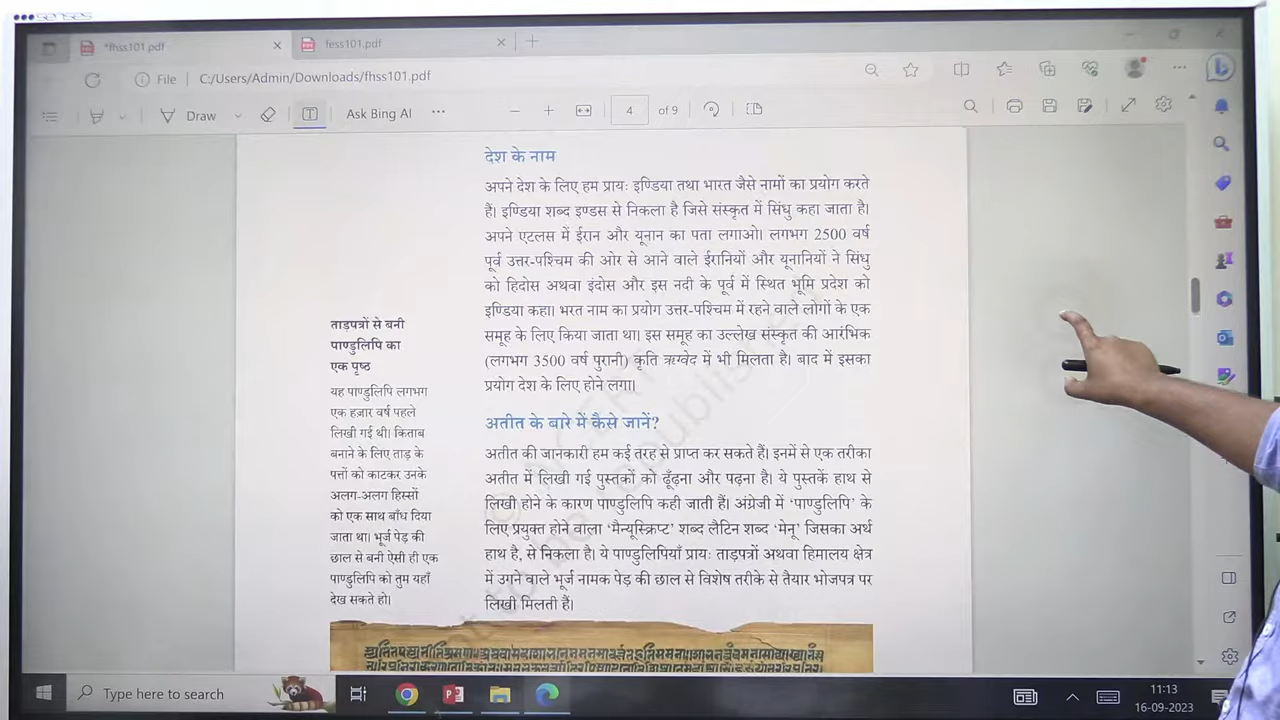 *fhss101.pdf
fess101.pdf
File
C:/Users/Admin/Downloads/fhss101.pdf
Draw
Ask Bing AI
4
of 9
देश के नाम
अपने देश के लिए हम प्रायः इण्डिया तथा भारत जैसे नामों का प्रयोग करते
हैं। इण्डिया शब्द इण्डस से निकला है जिसे संस्कृत में सिंधु कहा जाता है।
अपने एटलस में ईरान और यूनान का पता लगाओ। लगभग 2500 वर्ष
पूर्व उत्तर-पश्चिम की ओर से आने वाले ईरानियों और यूनानियों ने सिंधु
को हिंदोस अथवा इंदोस और इस नदी के पूर्व में स्थित भूमि प्रदेश को
इण्डिया कहा। भरत नाम का प्रयोग उत्तर-पश्चिम में रहने वाले लोगों के एक
समूह के लिए किया जाता था। इस समूह का उल्लेख संस्कृत की आरंभिक
(लगभग 3500 वर्ष पुरानी) कृति ऋग्वेद में भी मिलता है। बाद में इसका
प्रयोग देश के लिए होने लगा।
ताड़पत्रों से बनी
पाण्डुलिपि का
एक पृष्ठ
यह पाण्डुलिपि लगभग
एक हज़ार वर्ष पहले
लिखी गई थी। किताब
बनाने के लिए ताड़ के
पत्तों को काटकर उनके
अलग-अलग हिस्सों
को एक साथ बाँध दिया
जाता था। भूर्ज पेड़ की
छाल से बनी ऐसी ही एक
पाण्डुलिपि को तुम यहाँ
देख सकते हो।
अतीत के बारे में कैसे जानें?
अतीत की जानकारी हम कई तरह से प्राप्त कर सकते हैं। इनमें से एक तरीका
अतीत में लिखी गई पुस्तकों को ढूँढ़ना और पढ़ना है। ये पुस्तकें हाथ से
लिखी होने के कारण पाण्डुलिपि कही जाती हैं। अंग्रेजी में ‘पाण्डुलिपि’ के
लिए प्रयुक्त होने वाला ‘मैन्यूस्क्रिप्ट’ शब्द लैटिन शब्द ‘मेनू’ जिसका अर्थ
हाथ है, से निकला है। ये पाण्डुलिपियाँ प्रायः ताड़पत्रों अथवा हिमालय क्षेत्र
में उगने वाले भूर्ज नामक पेड़ की छाल से विशेष तरीके से तैयार भोजपत्र पर
लिखी मिलती हैं।
Type here to search
11:13
16-09-2023